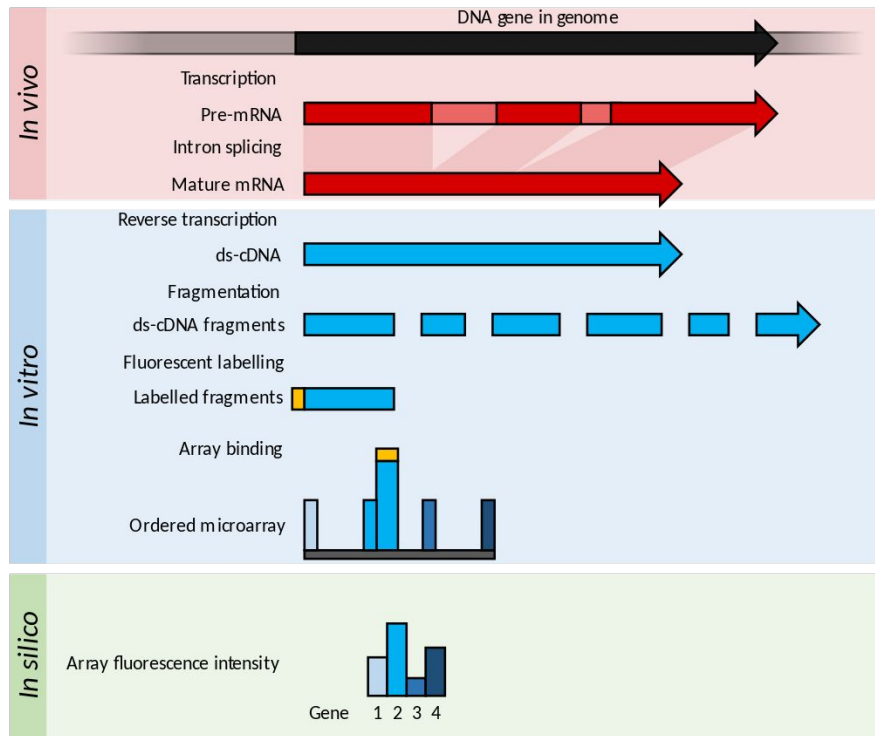 In vivo
DNA gene in genome
Transcription
Pre-mRNA
Intron splicing
Mature mRNA
In vitro
Reverse transcription
ds-cDNA
Fragmentation
ds-cDNA fragments
Fluorescent labelling
Labelled fragments
Array binding
Ordered microarray
In silico
Array fluorescence intensity
Gene 1 2 3 4